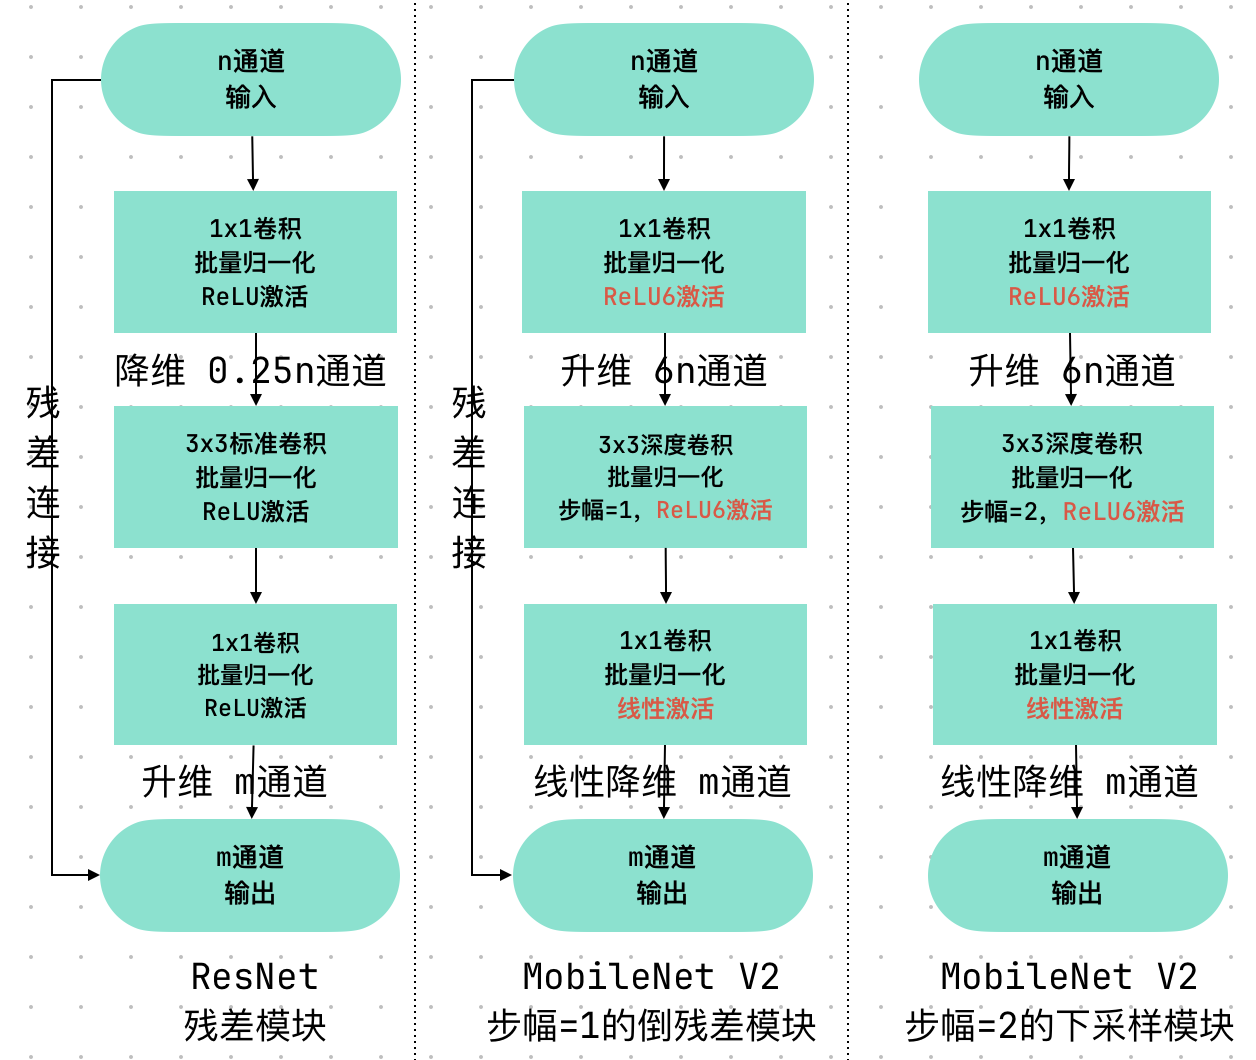 n通道
输入
1x1卷积
批量归一化
ReLU激活
降维 0.25n通道
残差连接
3x3标准卷积
批量归一化
ReLU激活
1x1卷积
批量归一化
ReLU激活
升维 m通道
m通道
输出
ResNet
残差模块
n通道
输入
1x1卷积
批量归一化
ReLU6激活
升维 6n通道
残差连接
3x3深度卷积
批量归一化
步幅=1，ReLU6激活
1x1卷积
批量归一化
线性激活
线性降维 m通道
m通道
输出
MobileNet V2
步幅=1的倒残差模块
n通道
输入
1x1卷积
批量归一化
ReLU6激活
升维 6n通道
3x3深度卷积
批量归一化
步幅=2，ReLU6激活
1x1卷积
批量归一化
线性激活
线性降维 m通道
m通道
输出
MobileNet V2
步幅=2的下采样模块